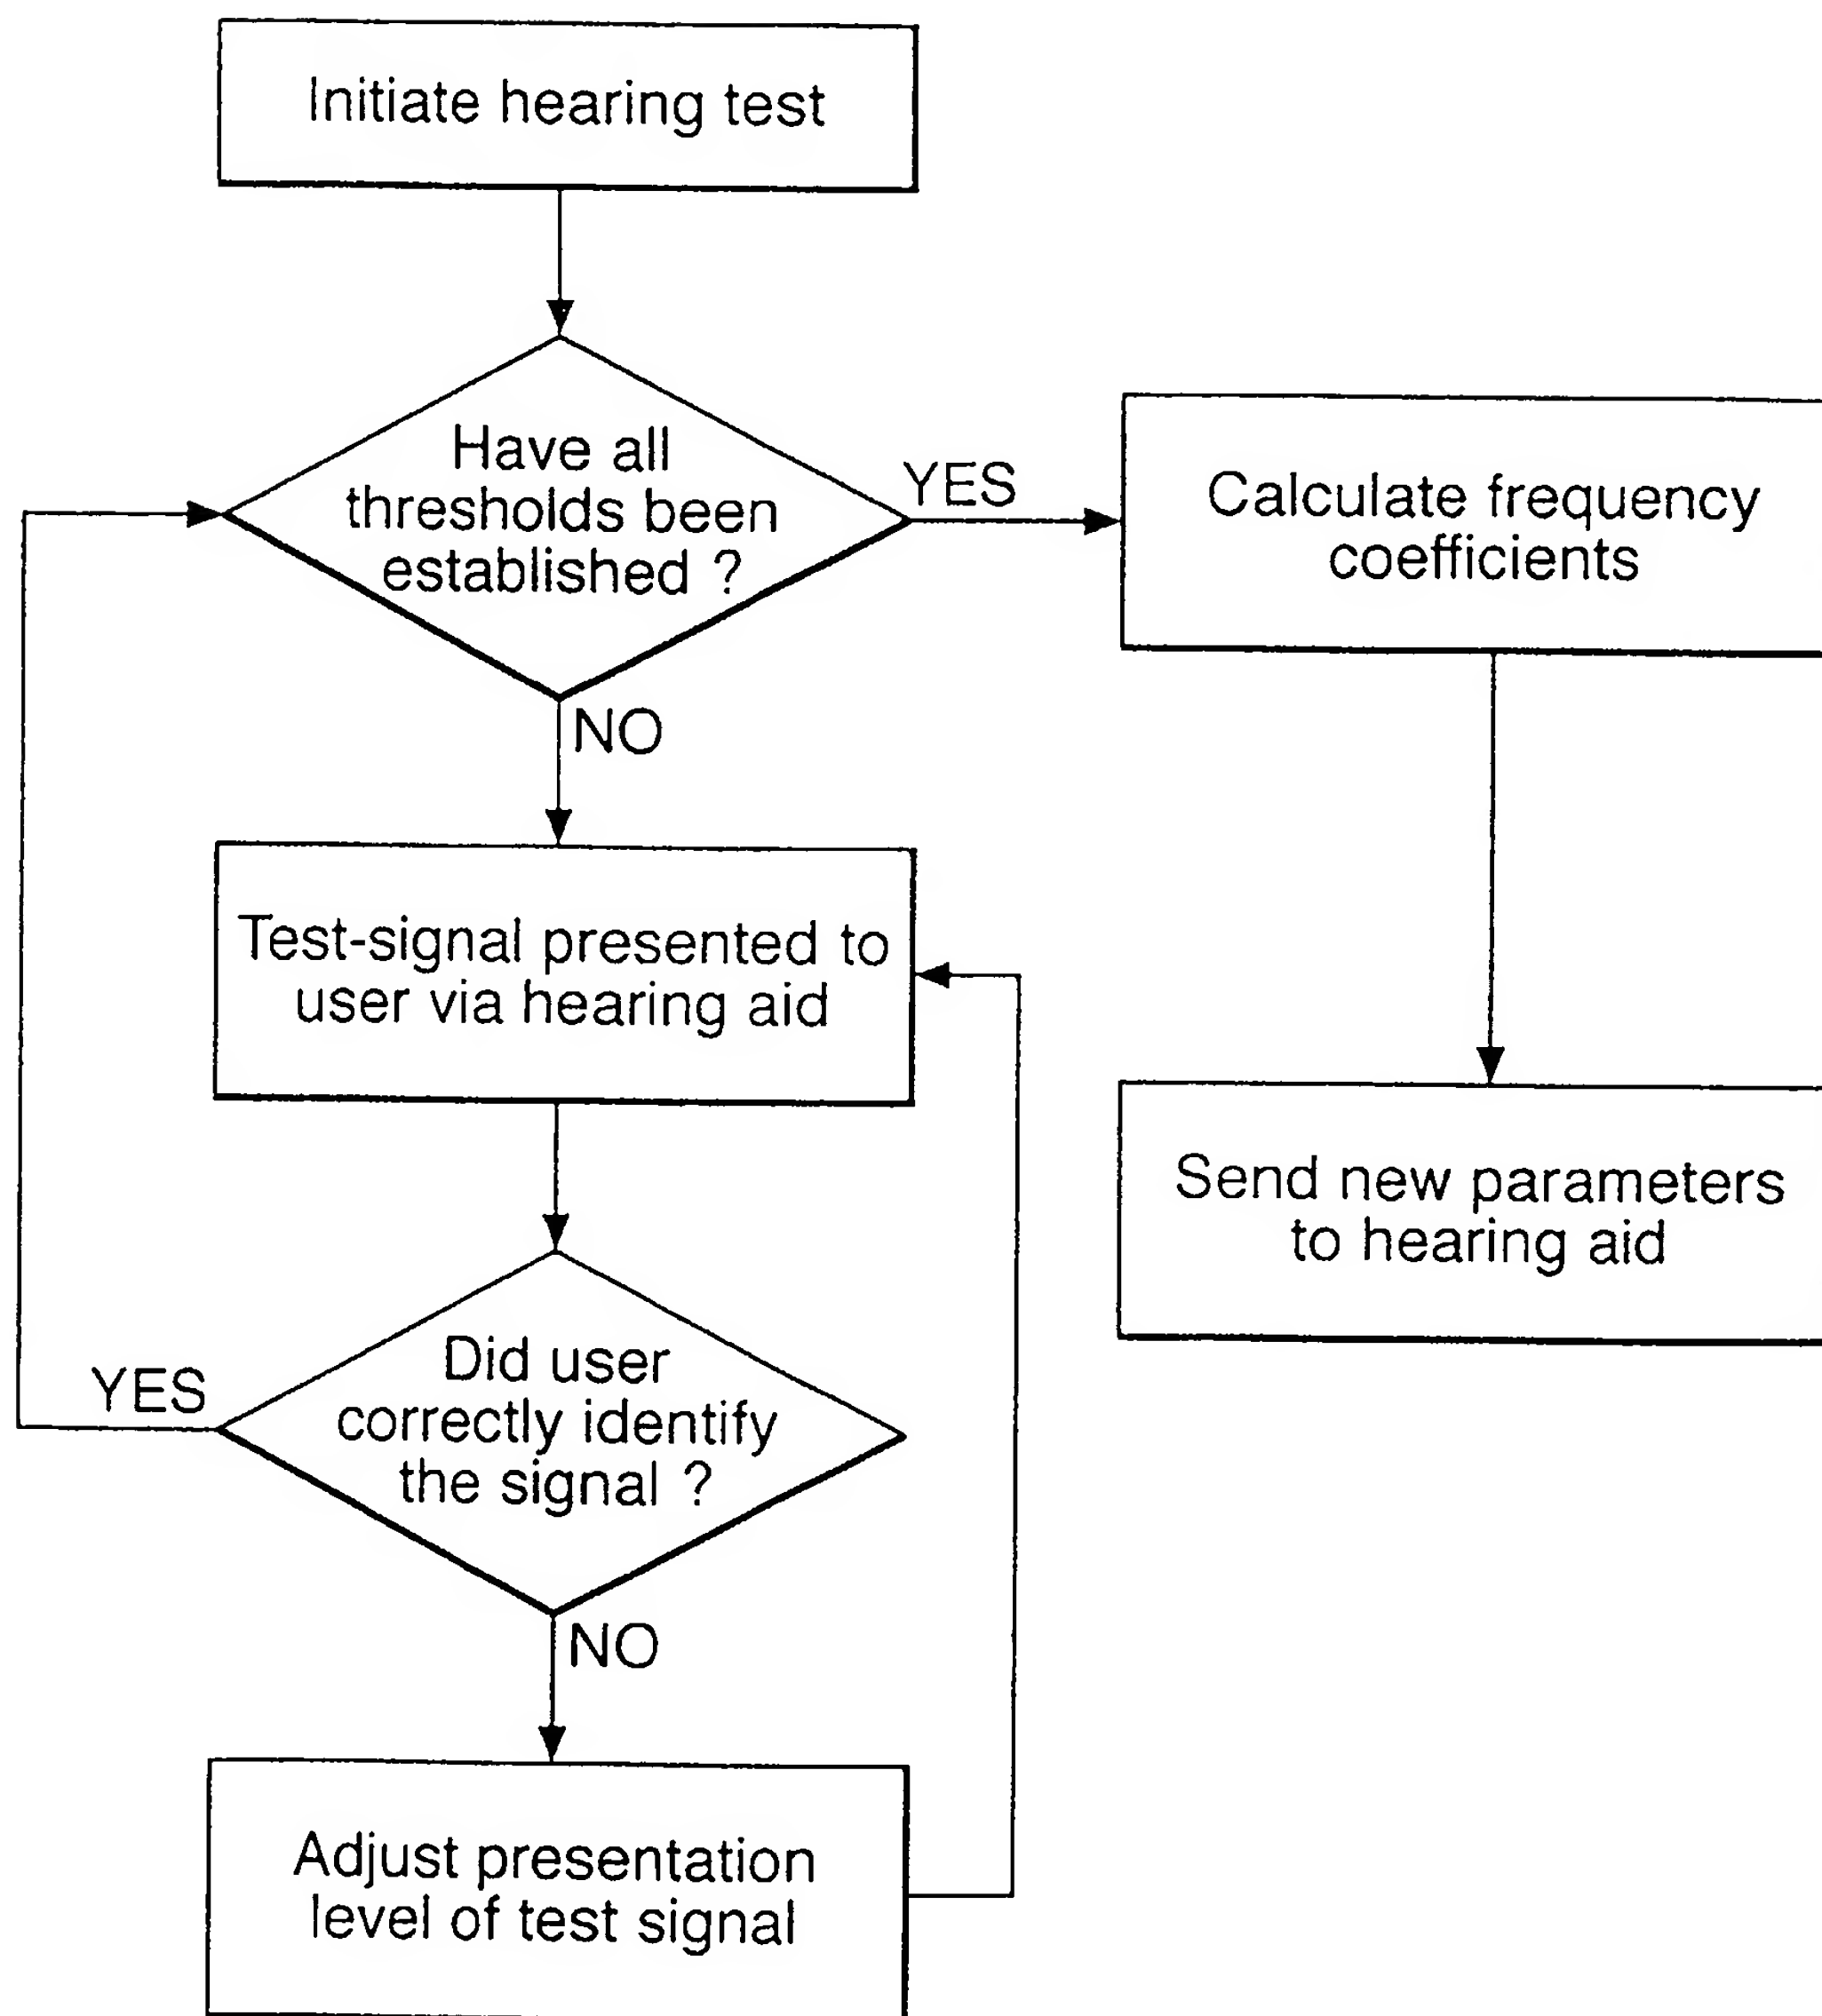 Initiate hearing test
Have all
thresholds been
established ?
YES
Calculate frequency
coefficients
NO
Test-signal presented to
user via hearing aid
Send new parameters
to hearing aid
Did user
correctly identify
the signal ?
YES
NO
Adjust presentation
level of test signal